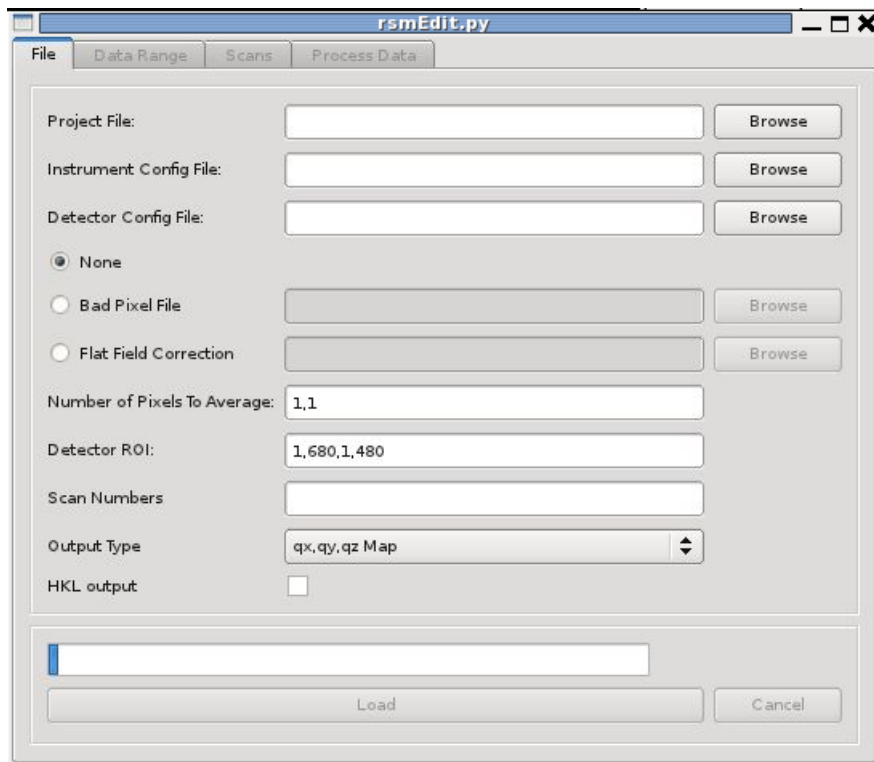 rsmEdit.py
File Data Range Scans Process Data
Project File: Browse
Instrument Config File: Browse
Detector Config File: Browse
None
Bad Pixel File Browse
Flat Field Correction Browse
Number of Pixels To Average: 1,1
Detector ROI: 1,680,1,480
Scan Numbers
Output Type qx,qy,qz Map
HKL output
Load Cancel